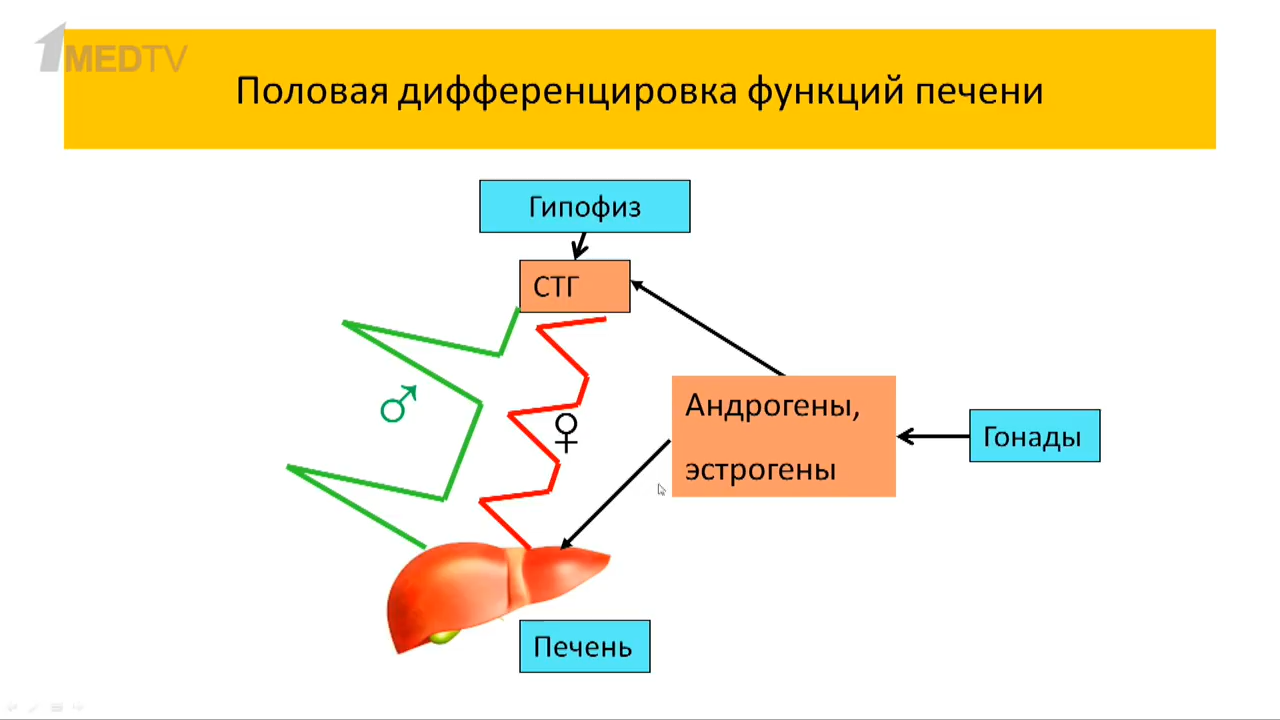 1MEDTV
Половая дифференцировка функций печени
Гипофиз
СТГ
Андрогены,
эстрогены
Гонады
Печень